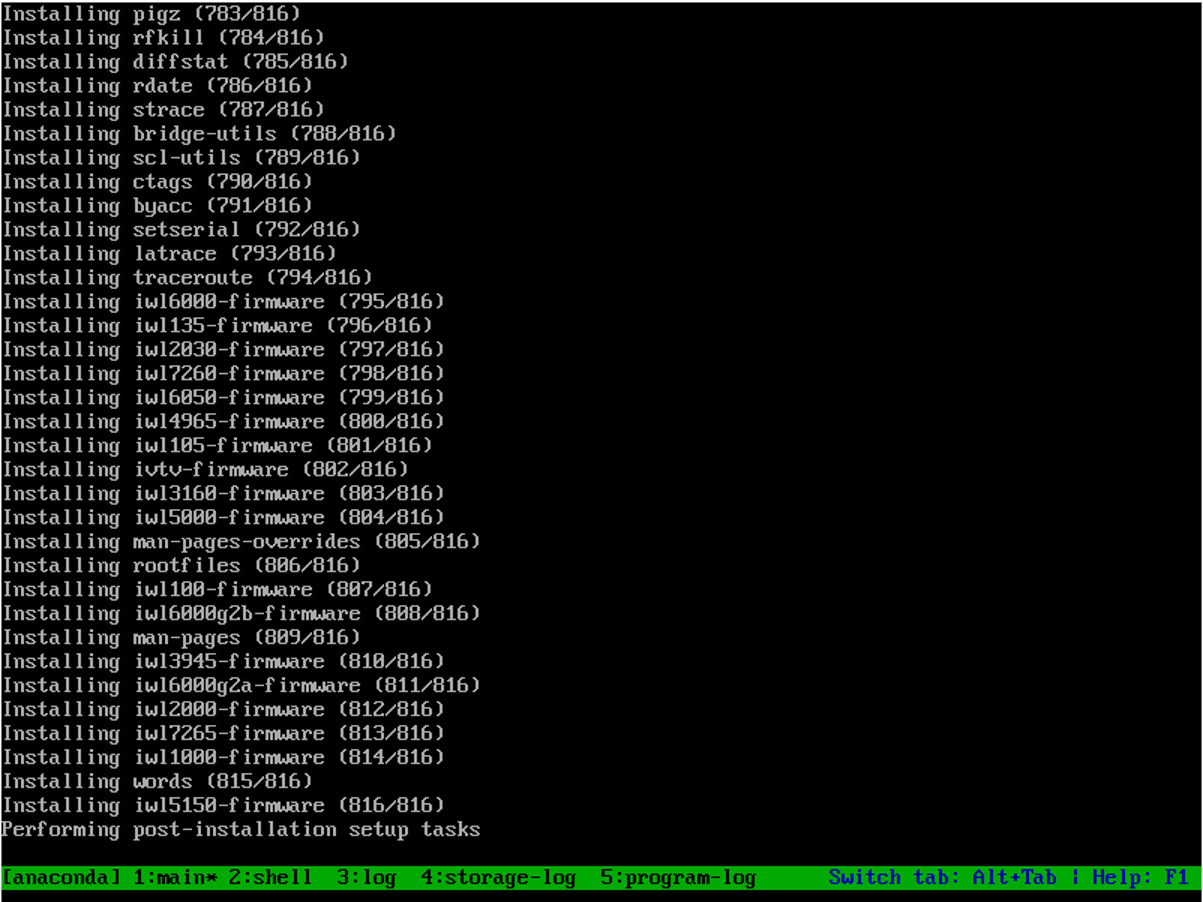 Installing pigz (783/816)
Installing rfkill (784/816)
Installing diffstat (785/816)
Installing rdate (786/816)
Installing strace (787/816)
Installing bridge-utils (788/816)
Installing scl-utils (789/816)
Installing ctags (790/816)
Installing byacc (791/816)
Installing setserial (792/816)
Installing latrace (793/816)
Installing traceroute (794/816)
Installing iwl6000-firmware (795/816)
Installing iwl135-firmware (796/816)
Installing iwl2030-firmware (797/816)
Installing iwl7260-firmware (798/816)
Installing iwl6050-firmware (799/816)
Installing iwl4965-firmware (800/816)
Installing iwl105-firmware (801/816)
Installing ivtv-firmware (802/816)
Installing iwl3160-firmware (803/816)
Installing iwl5000-firmware (804/816)
Installing man-pages-overrides (805/816)
Installing rootfiles (806/816)
Installing iwl100-firmware (807/816)
Installing iwl6000g2b-firmware (808/816)
Installing man-pages (809/816)
Installing iwl3945-firmware (810/816)
Installing iwl6000g2a-firmware (811/816)
Installing iwl2000-firmware (812/816)
Installing iwl7265-firmware (813/816)
Installing iwl1000-firmware (814/816)
Installing words (815/816)
Installing iwl5150-firmware (816/816)
Performing post-installation setup tasks
[anaconda] 1:main* 2:shell  3:log  4:storage-log  5:program-log      Switch tab: Alt+Tab | Help: F1